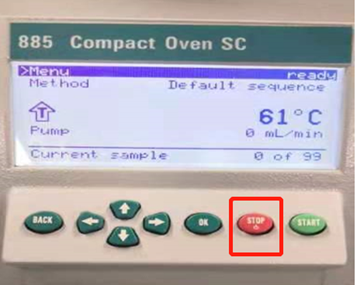 885 Compact Oven SC
>Menu ready
Method Default sequence
61°C
Pump 0 mL/min
Current sample 0 of 99
BACK OK STOP START